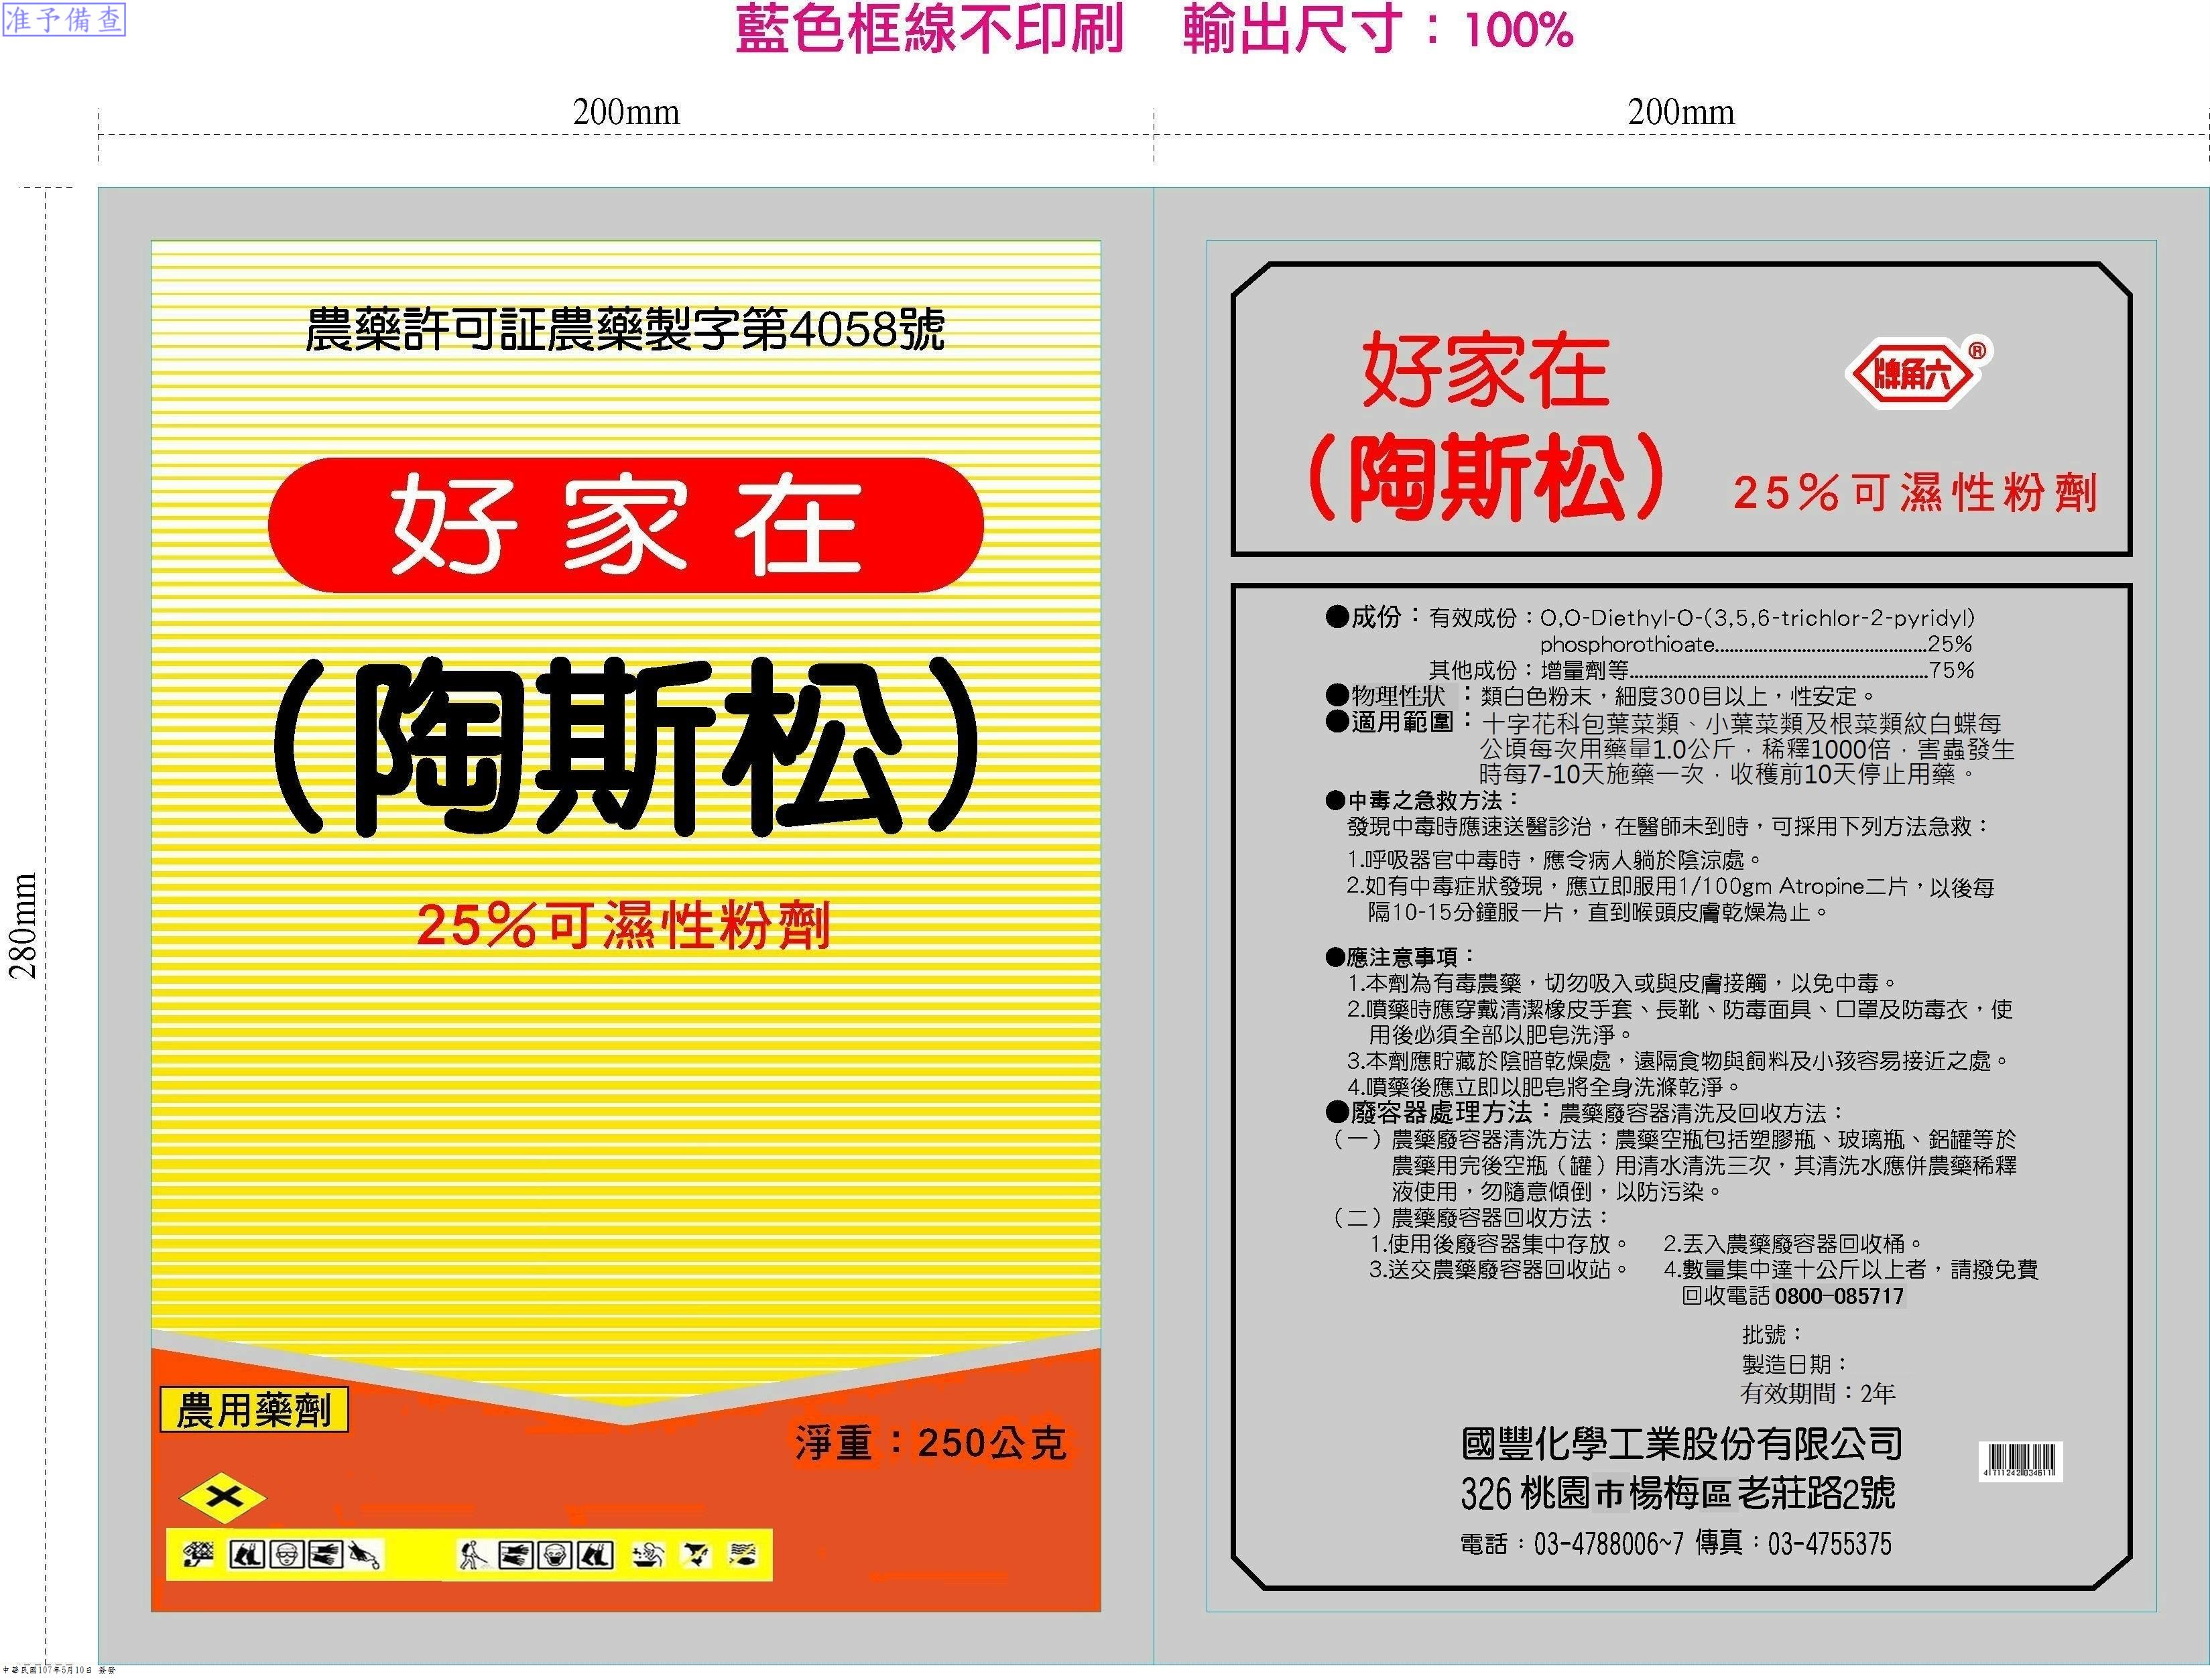 准予備查
藍色框線不印刷 輸出尺寸：100%
200mm
200mm
280mm
農藥許可証農藥製字第4058號
好家在
(陶斯松)
25%可濕性粉劑
農用藥劑
淨重：250公克
好家在
牌角六®
(陶斯松)
25%可濕性粉劑
●成份：有效成份：O,O-Diethyl-O-(3,5,6-trichlor-2-pyridyl)
phosphorothioate..........................................25%
其他成份：增量劑等...........................................................75%
●物理性狀：類白色粉末，細度300目以上，性安定。
●適用範圍：十字花科包葉菜類、小葉菜類及根菜類紋白蝶每
公頃每次用藥量1.0公斤，稀釋1000倍，害蟲發生
時每7-10天施藥一次，收穫前10天停止用藥。
●中毒之急救方法：
發現中毒時應速送醫診治，在醫師未到時，可採用下列方法急救：
1.呼吸器官中毒時，應令病人躺於陰涼處。
2.如有中毒症狀發現，應立即服用1/100gm Atropine二片，以後每
隔10-15分鐘服一片，直到喉頭皮膚乾燥為止。
●應注意事項：
1.本劑為有毒農藥，切勿吸入或與皮膚接觸，以免中毒。
2.噴藥時應穿戴清潔橡皮手套、長靴、防毒面具、口罩及防毒衣，使
用後必須全部以肥皂洗淨。
3.本劑應貯藏於陰暗乾燥處，遠隔食物與飼料及小孩容易接近之處。
4.噴藥後應立即以肥皂將全身洗滌乾淨。
●廢容器處理方法：農藥廢容器清洗及回收方法：
（一）農藥廢容器清洗方法：農藥空瓶包括塑膠瓶、玻璃瓶、鋁罐等於
農藥用完後空瓶（罐）用清水清洗三次，其清洗水應併農藥稀釋
液使用，勿隨意傾倒，以防污染。
（二）農藥廢容器回收方法：
1.使用後廢容器集中存放。 2.丟入農藥廢容器回收桶。
3.送交農藥廢容器回收站。 4.數量集中達十公斤以上者，請撥免費
回收電話0800-085717
批號：
製造日期：
有效期間：2年
國豐化學工業股份有限公司
326桃園市楊梅區老莊路2號
電話：03-4788006~7 傳真：03-4755375
中華民國107年5月10日 簽發